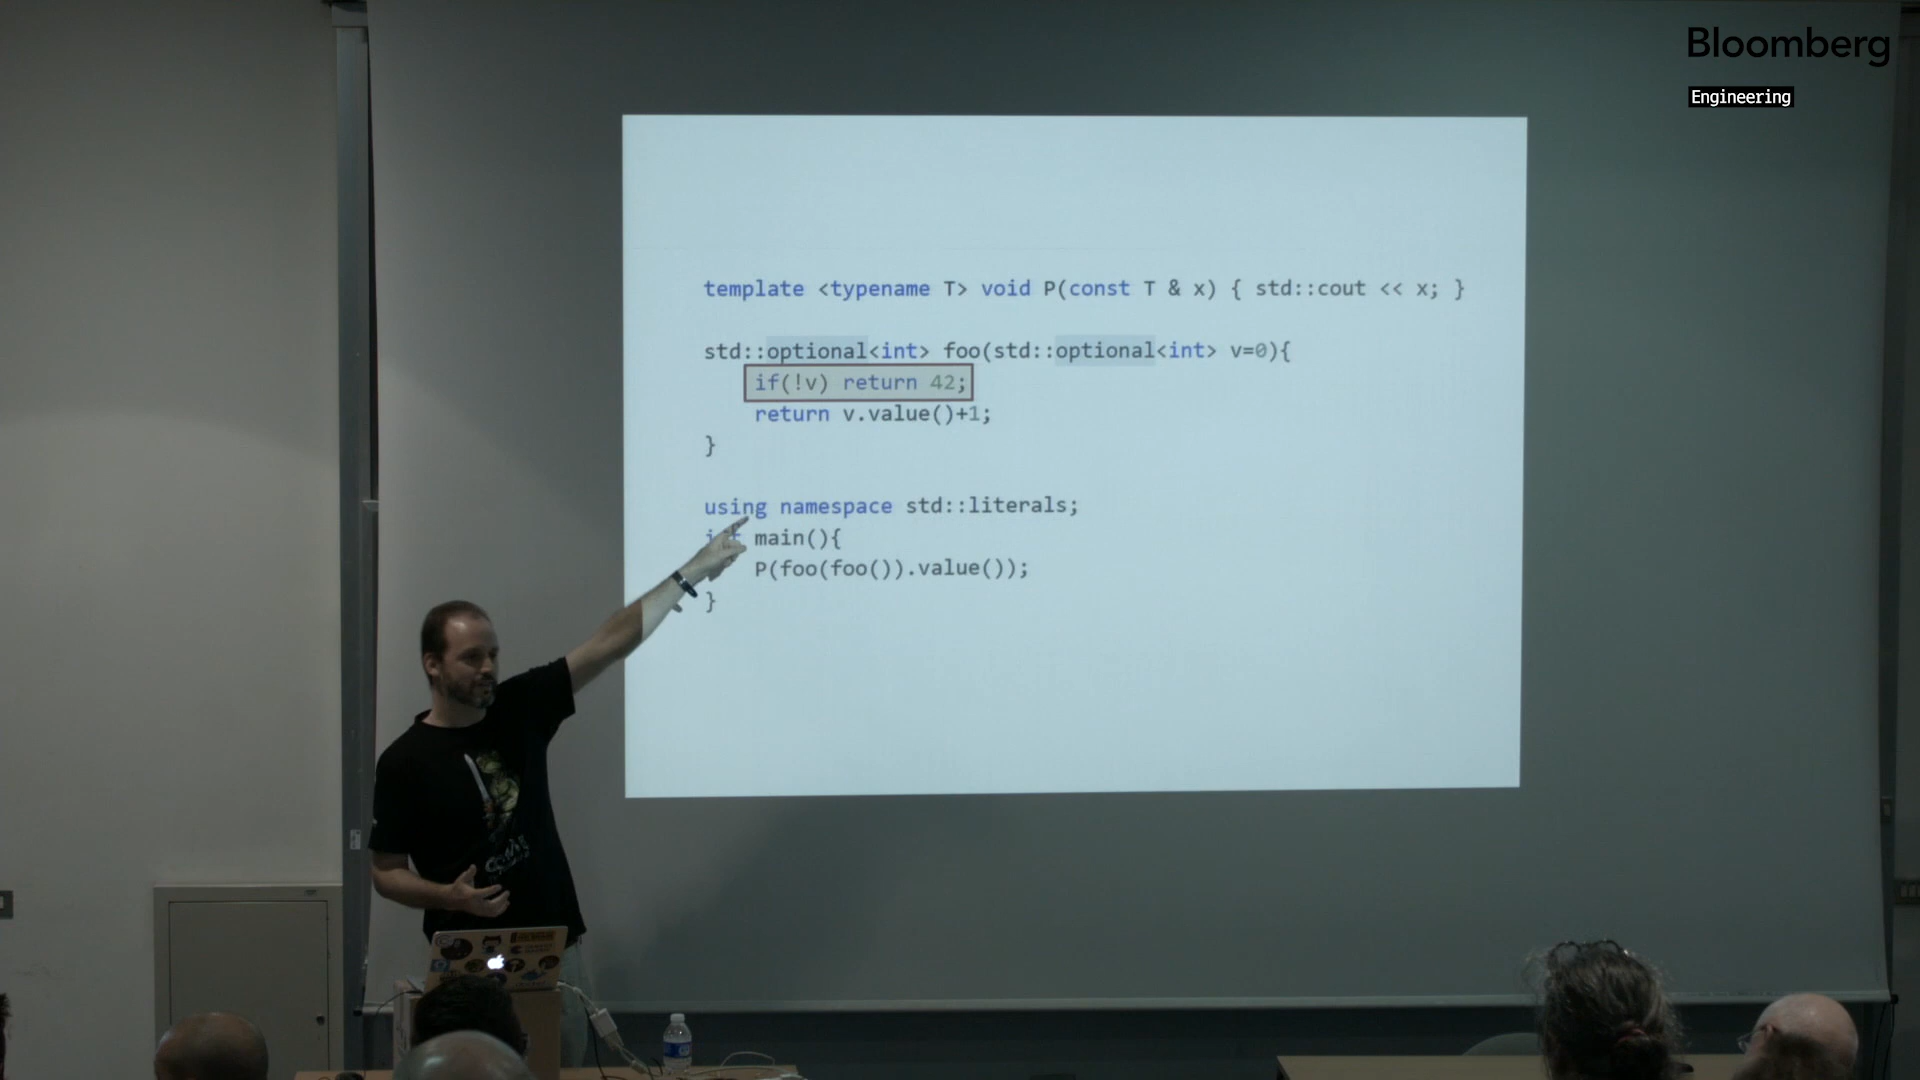 Bloomberg
Engineering
template <typename T> void P(const T & x) { std::cout << x; }
std::optional<int> foo(std::optional<int> v=0){
if(!v) return 42;
return v.value()+1;
}
using namespace std::literals;
int main(){
P(foo(foo()).value());
}